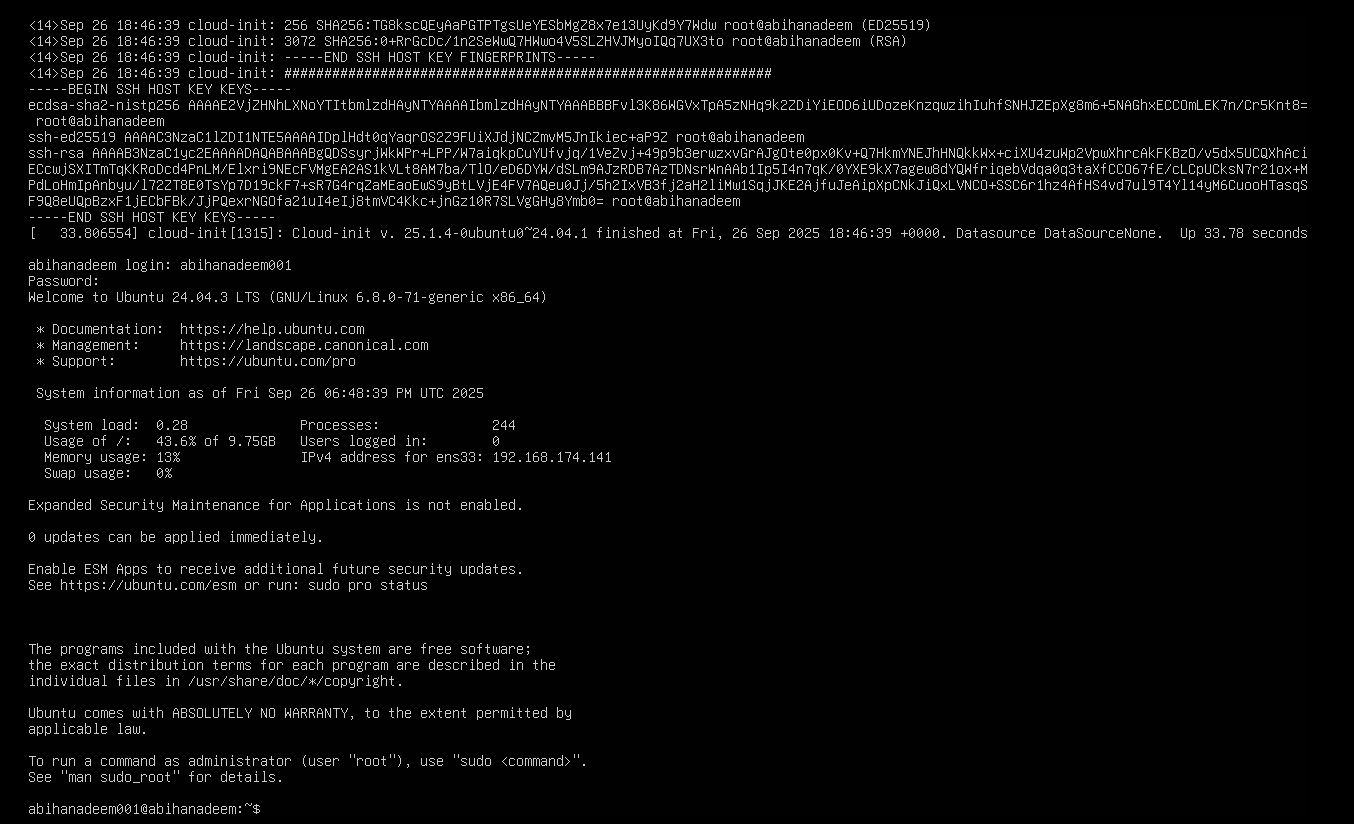 <14>Sep 26 18:46:39 cloud-init: 256 SHA256:TG8kscQEyAaPGTPTgsUeYESbMgZ8x7e13UyKd9Y7Wdw root@abihanadeem (ED25519)
<14>Sep 26 18:46:39 cloud-init: 3072 SHA256:0+RrGcDc/1n2SeWwQ7HWwo4V5SLZHVJMyoIQq7UX3to root@abihanadeem (RSA)
<14>Sep 26 18:46:39 cloud-init: -----END SSH HOST KEY FINGERPRINTS-----
<14>Sep 26 18:46:39 cloud-init: #############################################################
-----BEGIN SSH HOST KEY KEYS-----
ecdsa-sha2-nistp256 AAAAE2VjZHNhLXNoYTItbmlzdHAyNTYAAAAIbmlzdHAyNTYAAABBBFvl3K86WGVxTpA5zNHq9k2ZDiYiEOD6iUDozeKnzqwzihIuhfSNHJZEpXg8m6+5NAGhxECCOmLEK7n/Cr5Knt8=
 root@abihanadeem
ssh-ed25519 AAAAC3NzaC1lZDI1NTE5AAAAIDplHdt0qYaqrOS2Z9FUiXJdjNCZmvM5JnIkiec+aP9Z root@abihanadeem
ssh-rsa AAAAB3NzaC1yc2EAAAADAQABAAABgQDSsyrjWkWPr+LPP/W7aiqkpCuYUfvjq/1VeZvj+49p9b3erwzxvGrAJgOte0px0Kv+Q7HkmYNEJhHNQkkWx+ciXU4zuWp2VpwXhrcAkFKBzO/v5dx5UCQXhAci
ECcwjSXITmTqKKRoDcd4PnLM/Elxri9NEcFVMgEA2AS1kVLt8AM7ba/TlO/eD6DYW/dSLm9AJzRDB7AzTDNsrWnAAb1Ip5I4n7qK/0YXE9kX7agew8dYQWfriqebVdqa0q3taXfCCO67fE/cLCpUCksN7r21ox+M
PdLoHmIpAnbyu/l72ZT8E0TsYp7D19ckF7+sR7G4rqZaMEaoEwS9yBtLVjE4FV7AQeu0Jj/5h2IxVB3fj2aH2liMw1SqjJKE2AjfuJeAipXpCNkJiQxLVNCO+SSC6r1hz4AfHS4vd7ul9T4Yl14yM6CuooHTasqS
F9Q8eUQpBzxF1jECbFBk/JjPQexrNGOfa21uI4eIj8tmVC4Kkc+jnGz10R7SLVgGHy8Ymb0= root@abihanadeem
-----END SSH HOST KEY KEYS-----
[   33.806554] cloud-init[1315]: Cloud-init v. 25.1.4-0ubuntu0~24.04.1 finished at Fri, 26 Sep 2025 18:46:39 +0000. Datasource DataSourceNone.  Up 33.78 seconds
abihanadeem login: abihanadeem001
Password:
Welcome to Ubuntu 24.04.3 LTS (GNU/Linux 6.8.0-71-generic x86_64)
 * Documentation:  https://help.ubuntu.com
 * Management:     https://landscape.canonical.com
 * Support:        https://ubuntu.com/pro
 System information as of Fri Sep 26 06:48:39 PM UTC 2025
  System load:  0.28              Processes:              244
  Usage of /:   43.6% of 9.75GB   Users logged in:        0
  Memory usage: 13%               IPv4 address for ens33: 192.168.174.141
  Swap usage:   0%
Expanded Security Maintenance for Applications is not enabled.
0 updates can be applied immediately.
Enable ESM Apps to receive additional future security updates.
See https://ubuntu.com/esm or run: sudo pro status
The programs included with the Ubuntu system are free software;
the exact distribution terms for each program are described in the
individual files in /usr/share/doc/*/copyright.
Ubuntu comes with ABSOLUTELY NO WARRANTY, to the extent permitted by
applicable law.
To run a command as administrator (user "root"), use "sudo <command>".
See "man sudo_root" for details.
abihanadeem001@abihanadeem:~$